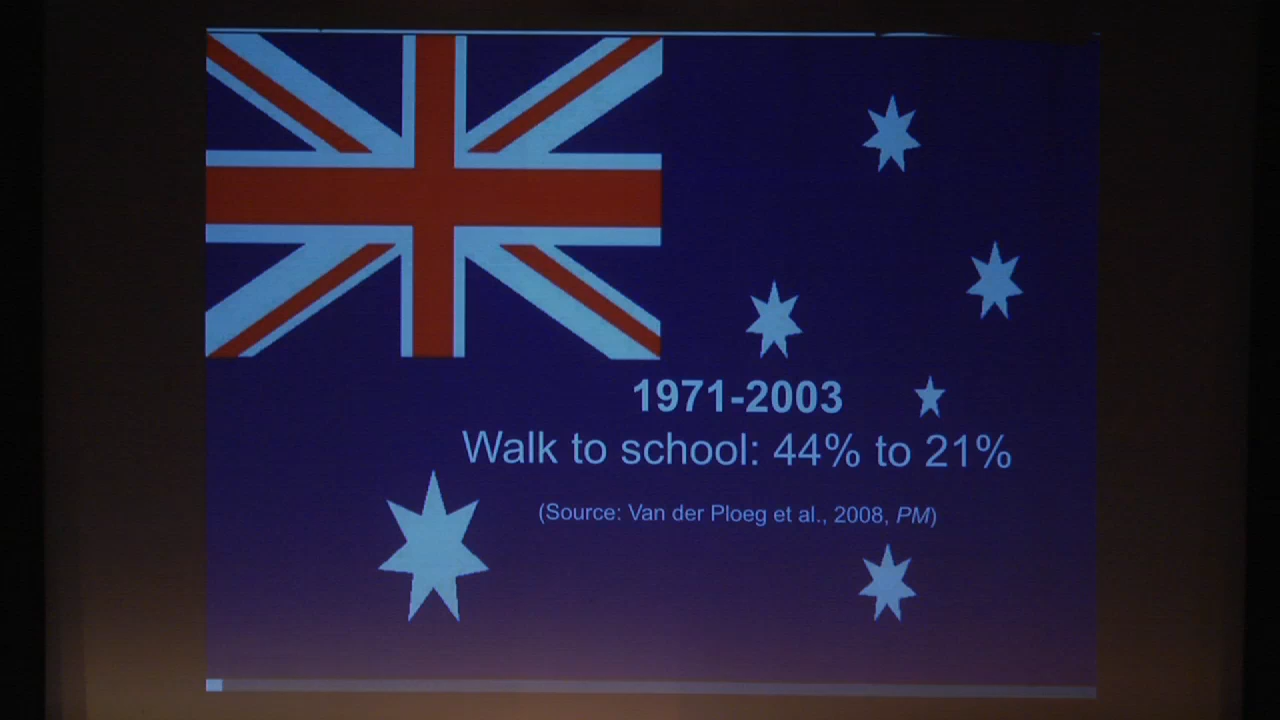 1971-2003
Walk to school: 44% to 21%
(Source: Van der Ploeg et al., 2008, PM)